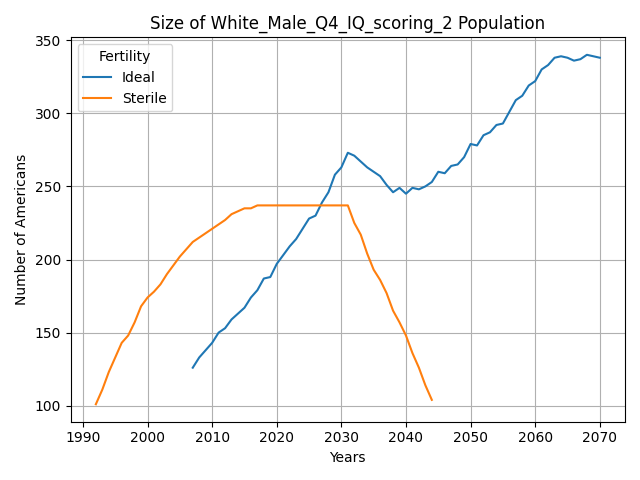 Size of White_Male_Q4_IQ_scoring_2 Population
Fertility
Ideal
Sterile
Number of Americans
350
300
250
200
150
100
1990 2000 2010 2020 2030 2040 2050 2060 2070
Years